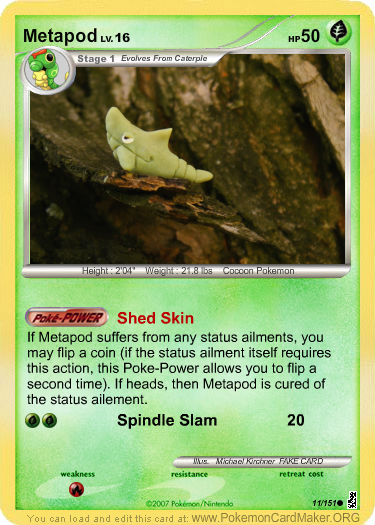 Metapod LV.16 HP 50
Stage 1 Evolves From Caterpie
Height : 2'04" Weight : 21.8 lbs Cocoon Pokemon
Poké-POWER Shed Skin
If Metapod suffers from any status ailments, you
may flip a coin (if the status ailment itself requires
this action, this Poke-Power allows you to flip a
second time). If heads, then Metapod is cured of
the status ailement.
Spindle Slam 20
Illus. Michael Kirchner FAKE CARD
weakness resistance retreat cost
©2007 Pokémon/Nintendo 11/151
You can load and edit this card at: www.PokemonCardMaker.ORG